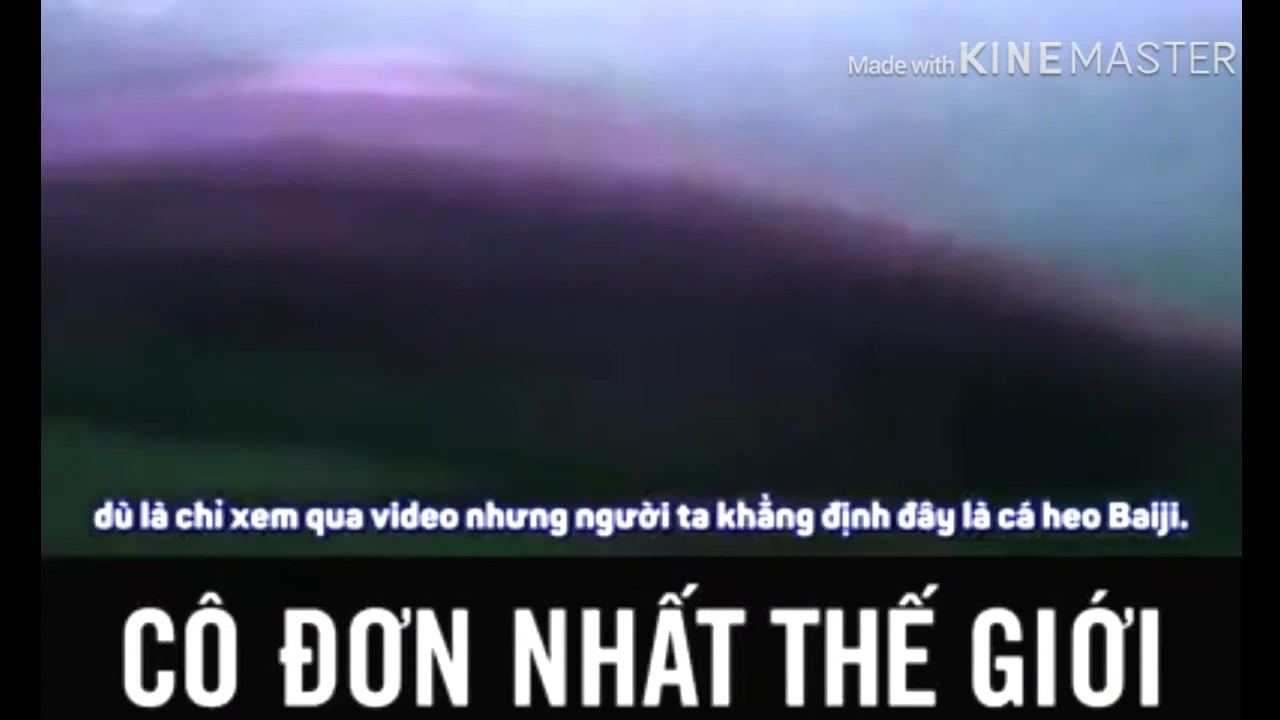 Made with KINEMASTER
dù là chỉ xem qua video nhưng người ta khẳng định đây là cá heo Baiji.
CÔ ĐƠN NHẤT THẾ GIỚI